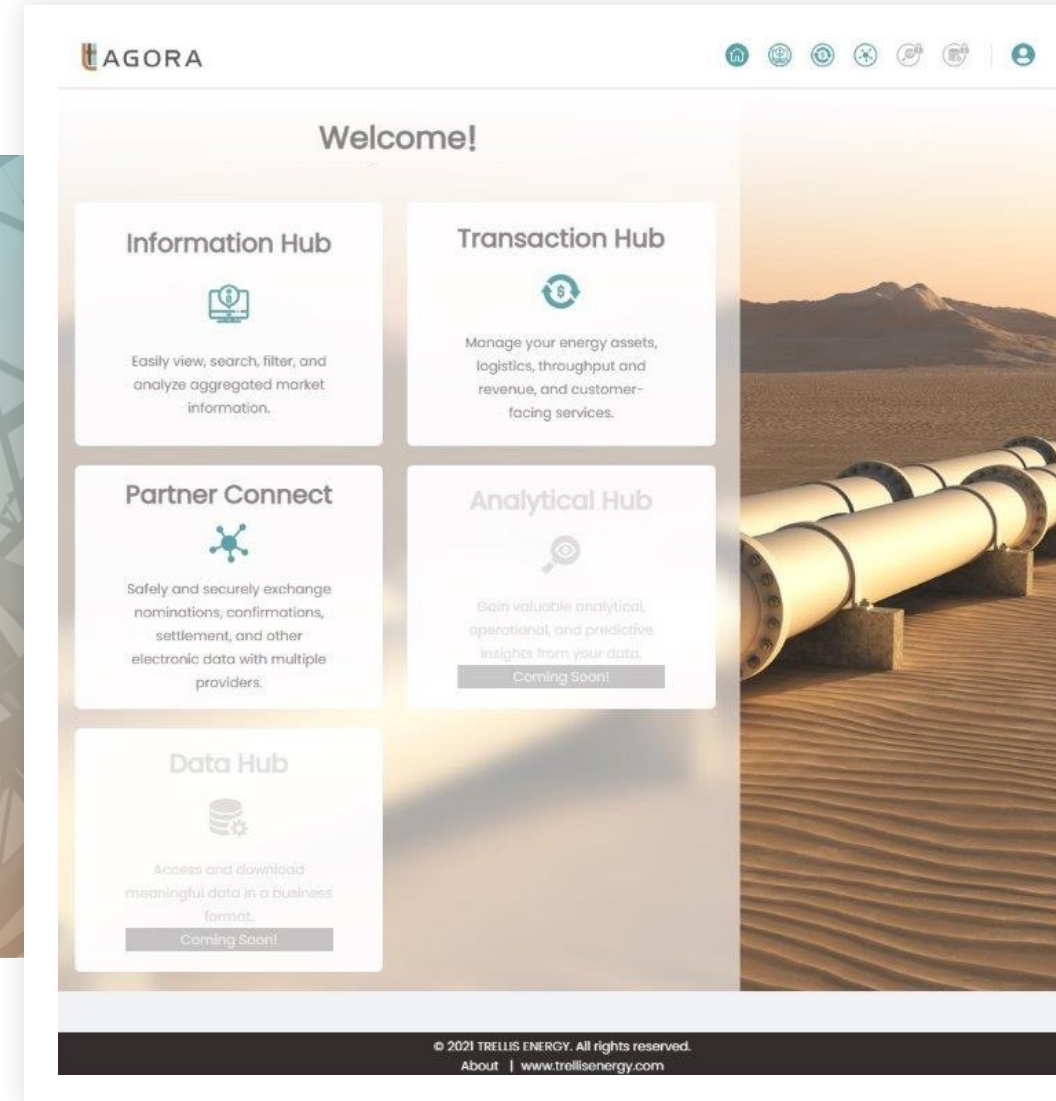 AGORA
Welcome!
Information Hub
Easily view, search, filter, and
analyze aggregated market
information.
Transaction Hub
Manage your energy assets,
logistics, throughput and
revenue, and customer-
facing services.
Partner Connect
Safely and securely exchange
nominations, confirmations,
settlement, and other
electronic data with multiple
providers.
Analytical Hub
Gain valuable analytical,
operational, and predictive
insights from your data.
Coming Soon!
Data Hub
Access and download
meaningful data in a business
format.
Coming Soon!
© 2021 TRELLIS ENERGY. All rights reserved.
About | www.trellisenergy.com